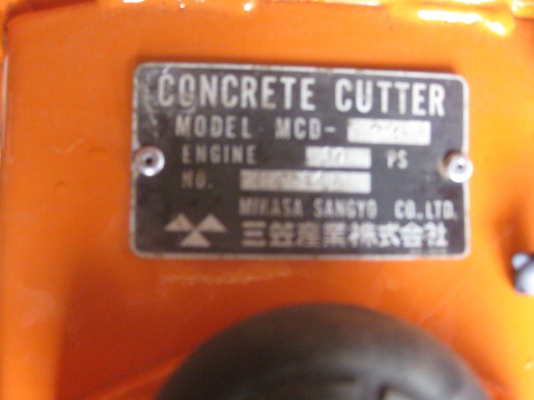 CONCRETE CUTTER
MODEL MCD-
ENGINE 10 PS
NO.
MIKASA SANGYO CO.,LTD.
三笠産業株式会社